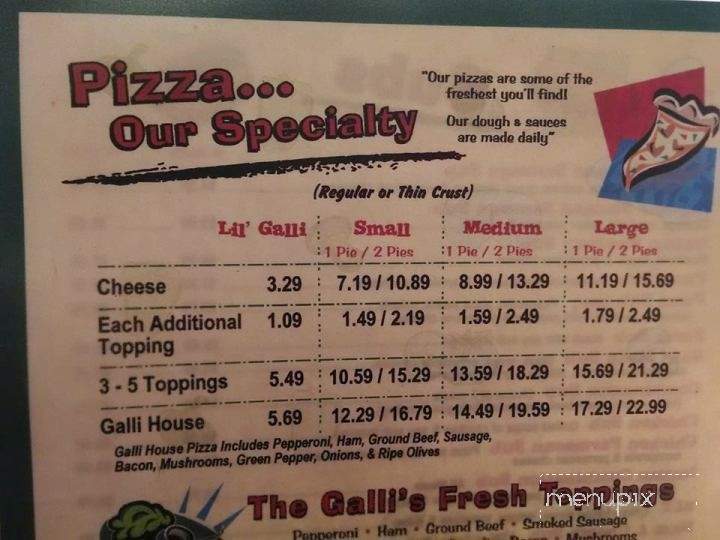 Pizza...
Our Specialty
"Our pizzas are some of the
freshest you'll find!
Our dough & sauces
are made daily"
(Regular or Thin Crust)
Lil' Galli Small Medium Large
1 Pie / 2 Pies 1 Pie / 2 Pies 1 Pie / 2 Pies
Cheese 3.29 7.19 / 10.89 8.99 / 13.29 11.19 / 15.69
Each Additional 1.09 1.49 / 2.19 1.59 / 2.49 1.79 / 2.49
Topping
3 - 5 Toppings 5.49 10.59 / 15.29 13.59 / 18.29 15.69 / 21.29
Galli House 5.69 12.29 / 16.79 14.49 / 19.59 17.29 / 22.99
Galli House Pizza Includes Pepperoni, Ham, Ground Beef, Sausage,
Bacon, Mushrooms, Green Pepper, Onions, & Ripe Olives
The Galli's Fresh Toppings
menupix
Pepperoni • Ham • Ground Beef • Smoked Sausage
Mushrooms